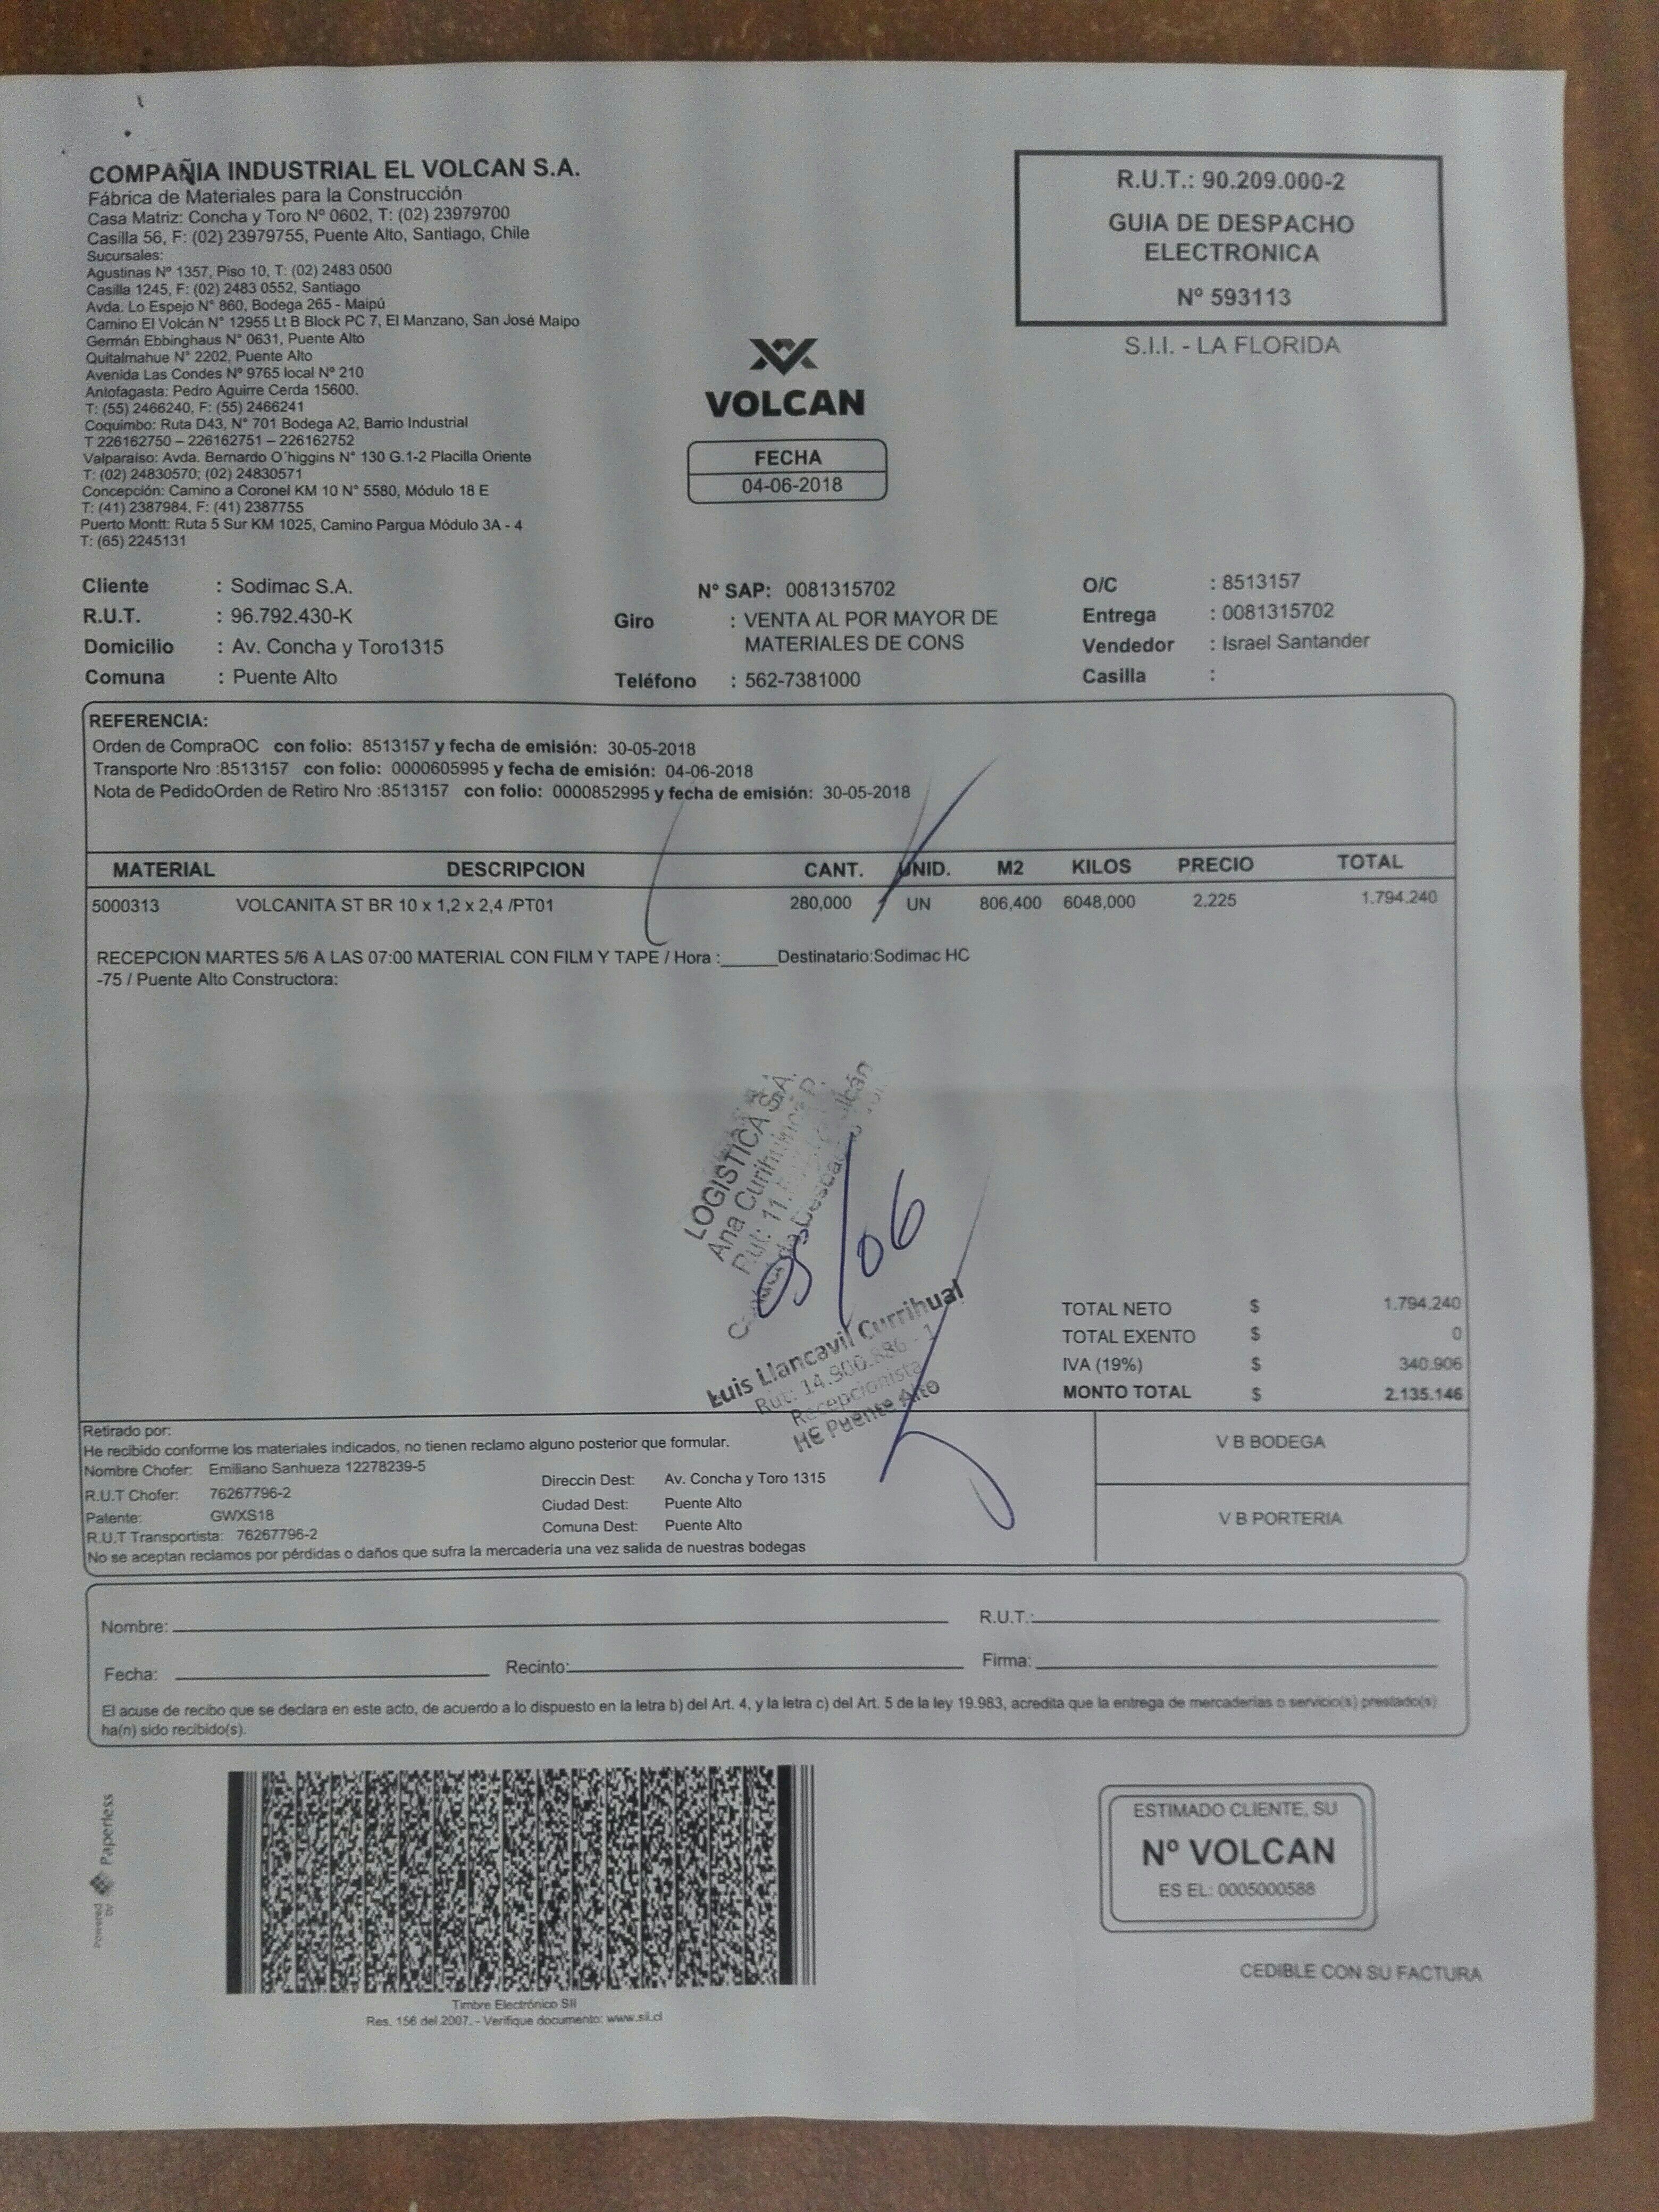 COMPAÑIA INDUSTRIAL EL VOLCAN S.A.
Fábrica de Materiales para la Construcción
Casa Matriz: Concha y Toro Nº 0602, T: (02) 23979700
Casilla 56, F: (02) 23979755, Puente Alto, Santiago, Chile
Sucursales:
Agustinas Nº 1357, Piso 10, T: (02) 2483 0500
Casilla 1245, F: (02) 2483 0552, Santiago
Avda. Lo Espejo N° 860, Bodega 265 - Maipú
Camino El Volcán N° 12955 Lt B Block PC 7, El Manzano, San José Maipo
Germán Ebbinghaus N° 0631, Puente Alto
Quitalmahue N° 2202, Puente Alto
Avenida Las Condes Nº 9765 local Nº 210
Antofagasta: Pedro Aguirre Cerda 15600.
T: (55) 2466240, F: (55) 2466241
Coquimbo: Ruta D43, N° 701 Bodega A2, Barrio Industrial
T 226162750 – 226162751 – 226162752
Valparaíso: Avda. Bernardo O´higgins N° 130 G.1-2 Placilla Oriente
T: (02) 24830570; (02) 24830571
Concepción: Camino a Coronel KM 10 N° 5580, Módulo 18 E
T: (41) 2387984, F: (41) 2387755
Puerto Montt: Ruta 5 Sur KM 1025, Camino Pargua Módulo 3A - 4
T: (65) 2245131
VOLCAN
FECHA
04-06-2018
R.U.T.: 90.209.000-2
GUIA DE DESPACHO
ELECTRONICA
Nº 593113
S.I.I. - LA FLORIDA
Cliente : Sodimac S.A.
R.U.T. : 96.792.430-K
Domicilio : Av. Concha y Toro1315
Comuna : Puente Alto
N° SAP: 0081315702
Giro : VENTA AL POR MAYOR DE
MATERIALES DE CONS
Teléfono : 562-7381000
O/C : 8513157
Entrega : 0081315702
Vendedor : Israel Santander
Casilla :
REFERENCIA:
Orden de CompraOC con folio: 8513157 y fecha de emisión: 30-05-2018
Transporte Nro :8513157 con folio: 0000605995 y fecha de emisión: 04-06-2018
Nota de PedidoOrden de Retiro Nro :8513157 con folio: 0000852995 y fecha de emisión: 30-05-2018
MATERIAL DESCRIPCION CANT. UNID. M2 KILOS PRECIO TOTAL
5000313 VOLCANITA ST BR 10 x 1,2 x 2,4 /PT01 280,000 UN 806,400 6048,000 2.225 1.794.240
RECEPCION MARTES 5/6 A LAS 07:00 MATERIAL CON FILM Y TAPE / Hora :______Destinatario:Sodimac HC
-75 / Puente Alto Constructora:
LOGISTICA S.A.
Ana
Rut: 11.
05/06
Luis Llancavil Currihual
Rut: 14.900.886 - 1
Recepcionista
HC Puente Alto
TOTAL NETO $ 1.794.240
TOTAL EXENTO $ 0
IVA (19%) $ 340.906
MONTO TOTAL $ 2.135.146
Retirado por:
He recibido conforme los materiales indicados, no tienen reclamo alguno posterior que formular.
Nombre Chofer: Emiliano Sanhueza 12278239-5
R.U.T Chofer: 76267796-2
Patente: GWXS18
R.U.T Transportista: 76267796-2
Direccin Dest: Av. Concha y Toro 1315
Ciudad Dest: Puente Alto
Comuna Dest: Puente Alto
No se aceptan reclamos por pérdidas o daños que sufra la mercadería una vez salida de nuestras bodegas
V B BODEGA
V B PORTERIA
Nombre: R.U.T.:
Fecha: Recinto: Firma:
El acuse de recibo que se declara en este acto, de acuerdo a lo dispuesto en la letra b) del Art. 4, y la letra c) del Art. 5 de la ley 19.983, acredita que la entrega de mercaderías o servicio(s) prestado(s)
ha(n) sido recibido(s).
Powered by Paperless
Timbre Electrónico SII
Res. 156 del 2007. - Verifique documento: www.sii.cl
ESTIMADO CLIENTE, SU
Nº VOLCAN
ES EL: 0005000588
CEDIBLE CON SU FACTURA